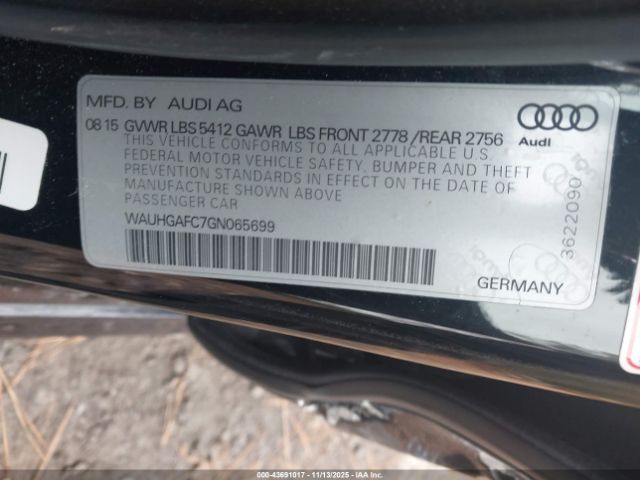 MFD. BY AUDI AG
08 15 GVWR LBS 5412 GAWR LBS FRONT 2778 /REAR 2756
THIS VEHICLE CONFORMS TO ALL APPLICABLE U.S.
FEDERAL MOTOR VEHICLE SAFETY, BUMPER AND THEFT
PREVENTION STANDARDS IN EFFECT ON THE DATE OF
MANUFACTURE SHOWN ABOVE
PASSENGER CAR
WAUHGAFC7GN065699
Audi
3622090
GERMANY
000-43691017 - 11/13/2025 - IAAI INC.